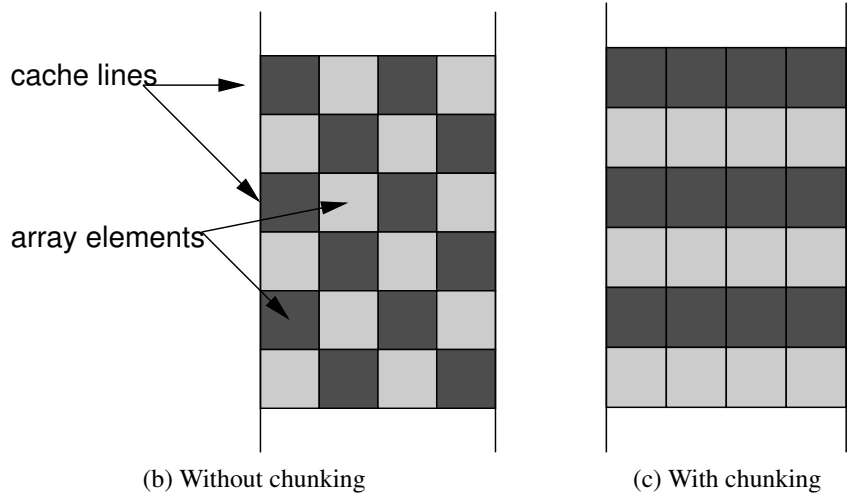 cache lines
array elements
(b) Without chunking
(c) With chunking